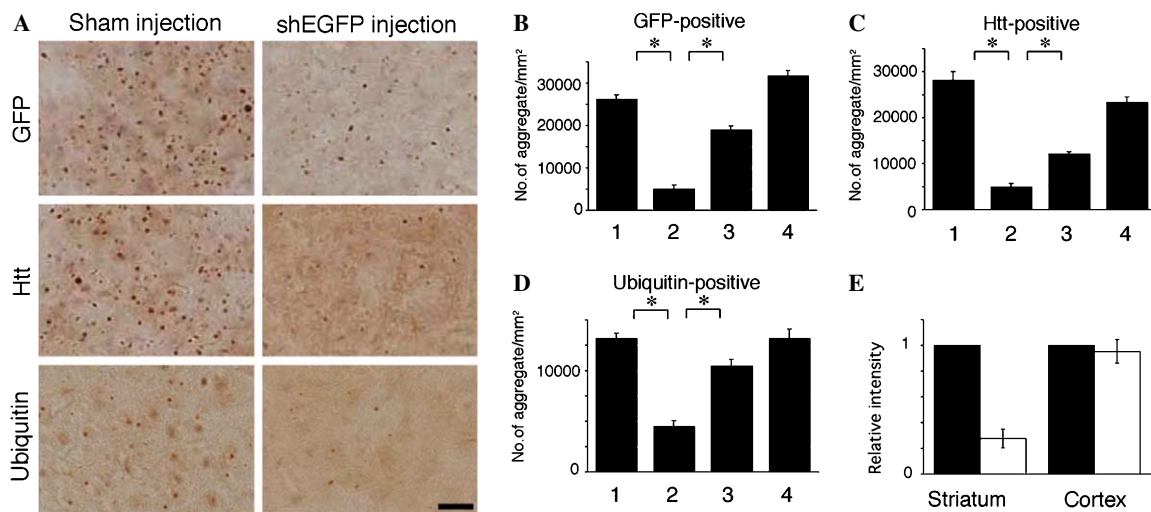 A
Sham injection
shEGFP injection
GFP
Htt
Ubiquitin
B
GFP-positive
* *
No.of aggregate/mm²
30000
20000
10000
0
1 2 3 4
C
Htt-positive
* *
No.of aggregate/mm²
30000
20000
10000
0
1 2 3 4
D
Ubiquitin-positive
* *
No.of aggregate/mm²
10000
0
1 2 3 4
E
Relative intensity
1
0
Striatum Cortex